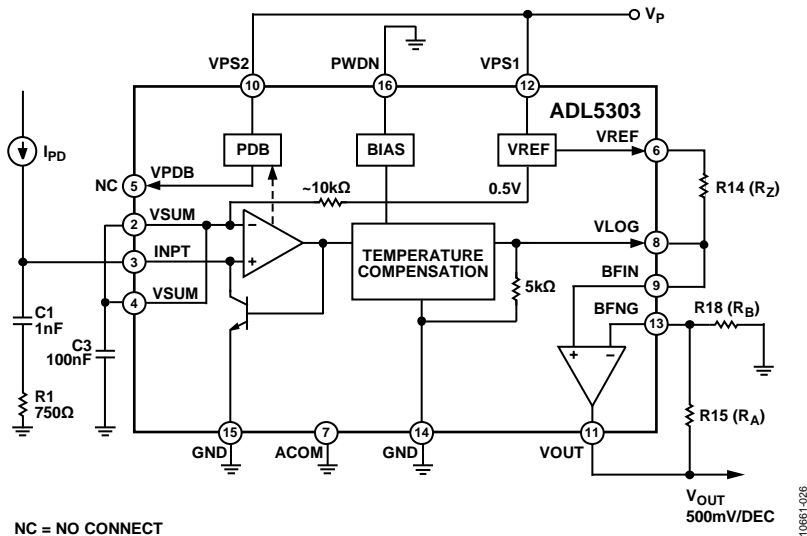 VP
VPS2
PWDN
VPS1
10
16
12
ADL5303
IPD
PDB
BIAS
VREF
VREF
6
NC
5
VPDB
~10kΩ
0.5V
R14 (RZ)
2
VSUM
−
VLOG
8
3
INPT
+
TEMPERATURE
COMPENSATION
5kΩ
BFIN
9
4
VSUM
BFNG
13
R18 (RB)
C1
1nF
C3
100nF
+
−
R1
750Ω
R15 (RA)
15
7
14
11
GND
ACOM
GND
VOUT
VOUT
500mV/DEC
NC = NO CONNECT
10661-026